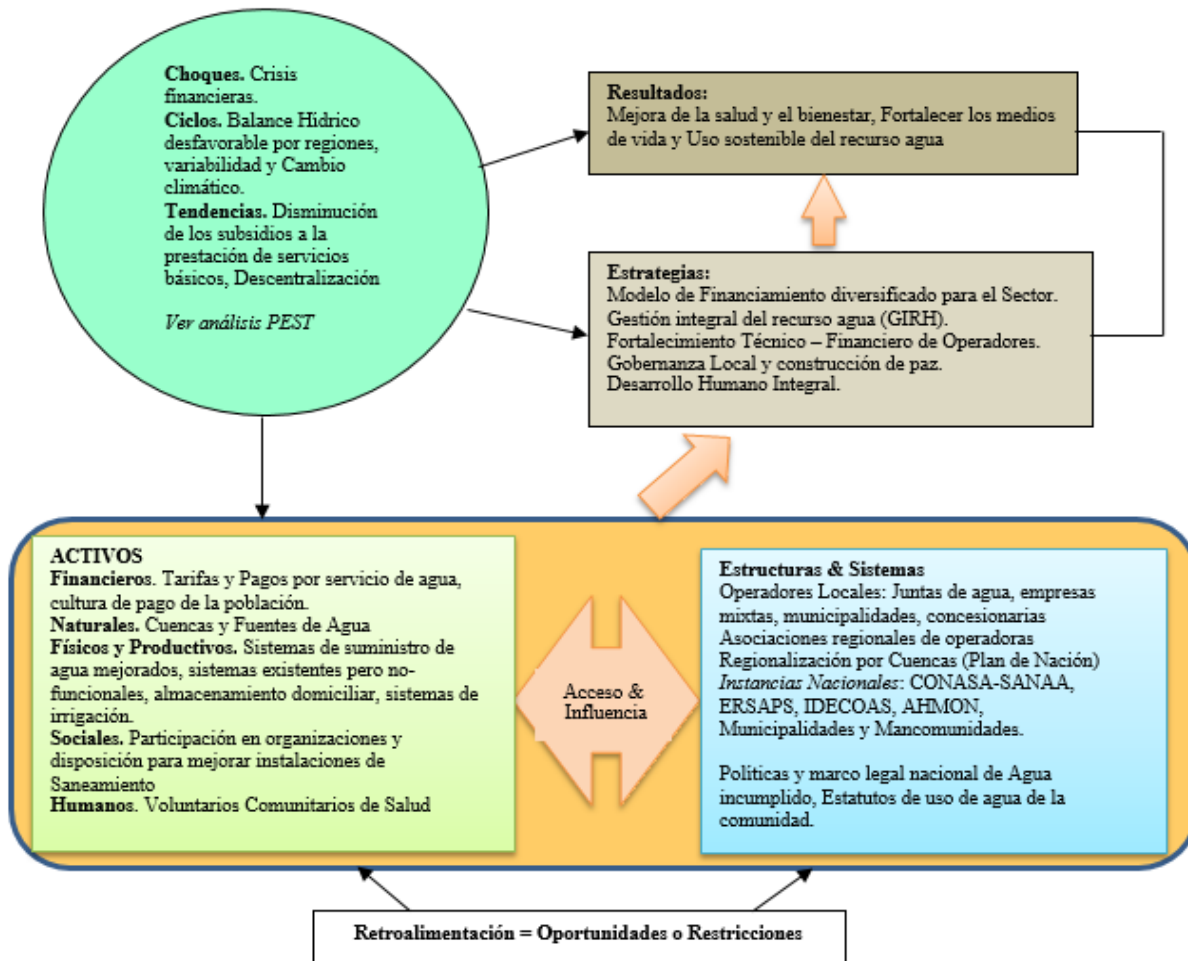 Choques. Crisis
financieras.
Ciclos. Balance Hídrico
desfavorable por regiones,
variabilidad y Cambio
climático.
Tendencias. Disminución
de los subsidios a la
prestación de servicios
básicos, Descentralización
Ver análisis PEST
Resultados:
Mejora de la salud y el bienestar, Fortalecer los medios
de vida y Uso sostenible del recurso agua
Estrategias:
Modelo de Financiamiento diversificado para el Sector.
Gestión integral del recurso agua (GIRH).
Fortalecimiento Técnico – Financiero de Operadores.
Gobernanza Local y construcción de paz.
Desarrollo Humano Integral.
ACTIVOS
Financieros. Tarifas y Pagos por servicio de agua,
cultura de pago de la población.
Naturales. Cuencas y Fuentes de Agua
Físicos y Productivos. Sistemas de suministro de
agua mejorados, sistemas existentes pero no-
funcionales, almacenamiento domiciliar, sistemas de
irrigación.
Sociales. Participación en organizaciones y
disposición para mejorar instalaciones de
Saneamiento
Humanos. Voluntarios Comunitarios de Salud
Acceso &
Influencia
Estructuras & Sistemas
Operadores Locales: Juntas de agua, empresas
mixtas, municipalidades, concesionarias
Asociaciones regionales de operadoras
Regionalización por Cuencas (Plan de Nación)
Instancias Nacionales: CONASA-SANAA,
ERSAPS, IDECOAS, AHMON,
Municipalidades y Mancomunidades.
Políticas y marco legal nacional de Agua
incumplido, Estatutos de uso de agua de la
comunidad.
Retroalimentación = Oportunidades o Restricciones